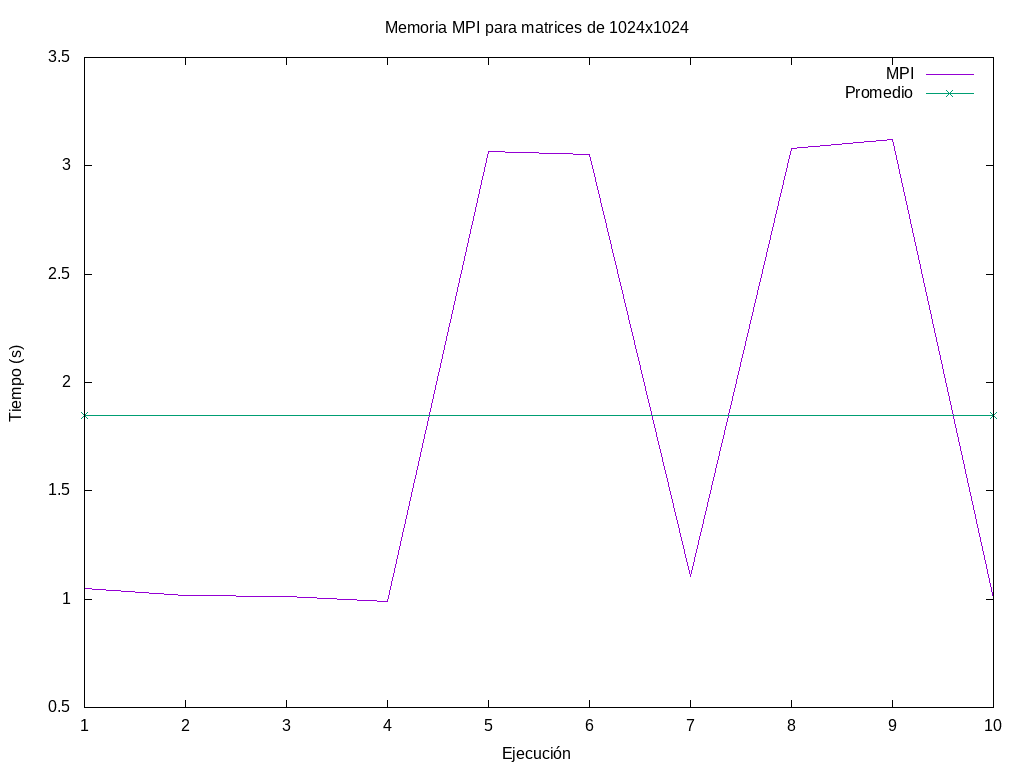 Memoria MPI para matrices de 1024x1024
3.5
3
2.5
2
1.5
1
0.5
Tiempo (s)
MPI
Promedio
1 2 3 4 5 6 7 8 9 10
Ejecución